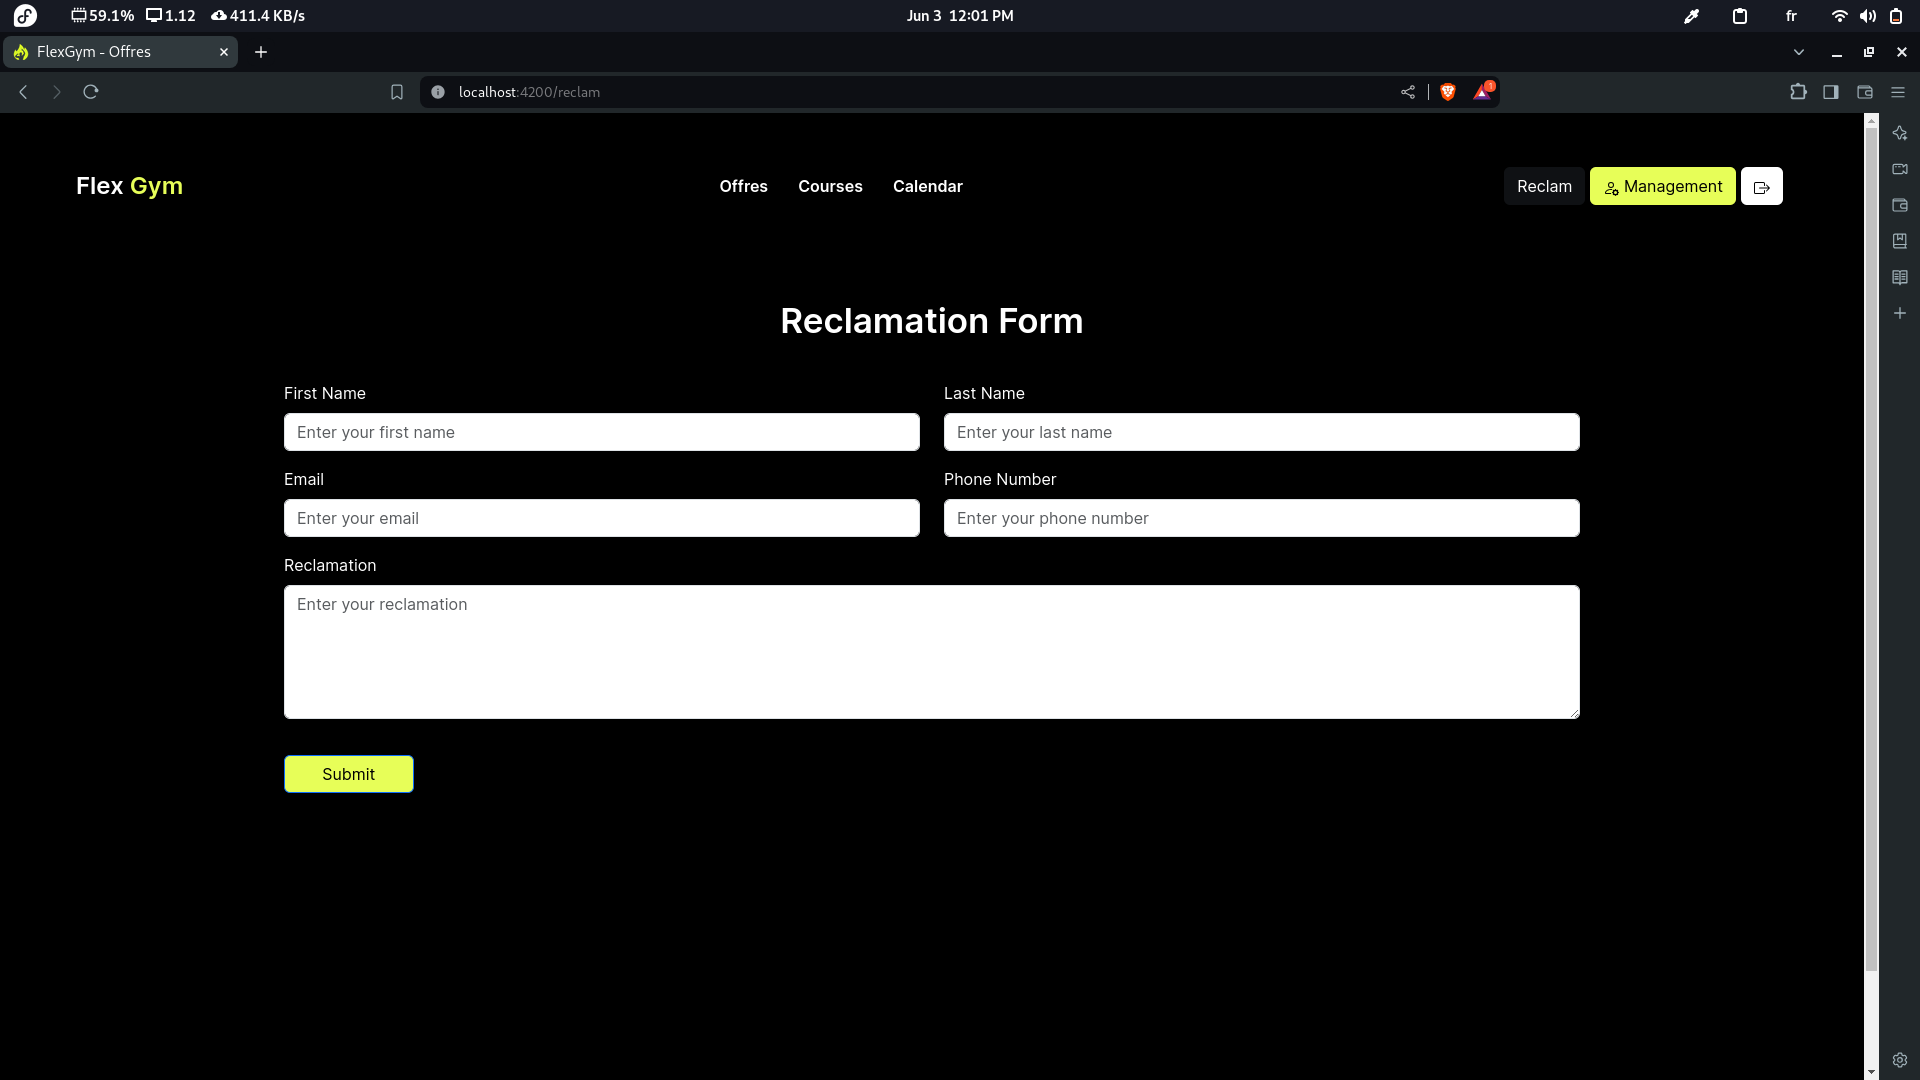 59.1% 1.12 411.4 KB/s Jun 3 12:01 PM fr
FlexGym - Offres
localhost:4200/reclam 1
Flex Gym Offres Courses Calendar Reclam Management
Reclamation Form
First Name Last Name
Enter your first name Enter your last name
Email Phone Number
Enter your email Enter your phone number
Reclamation
Enter your reclamation
Submit